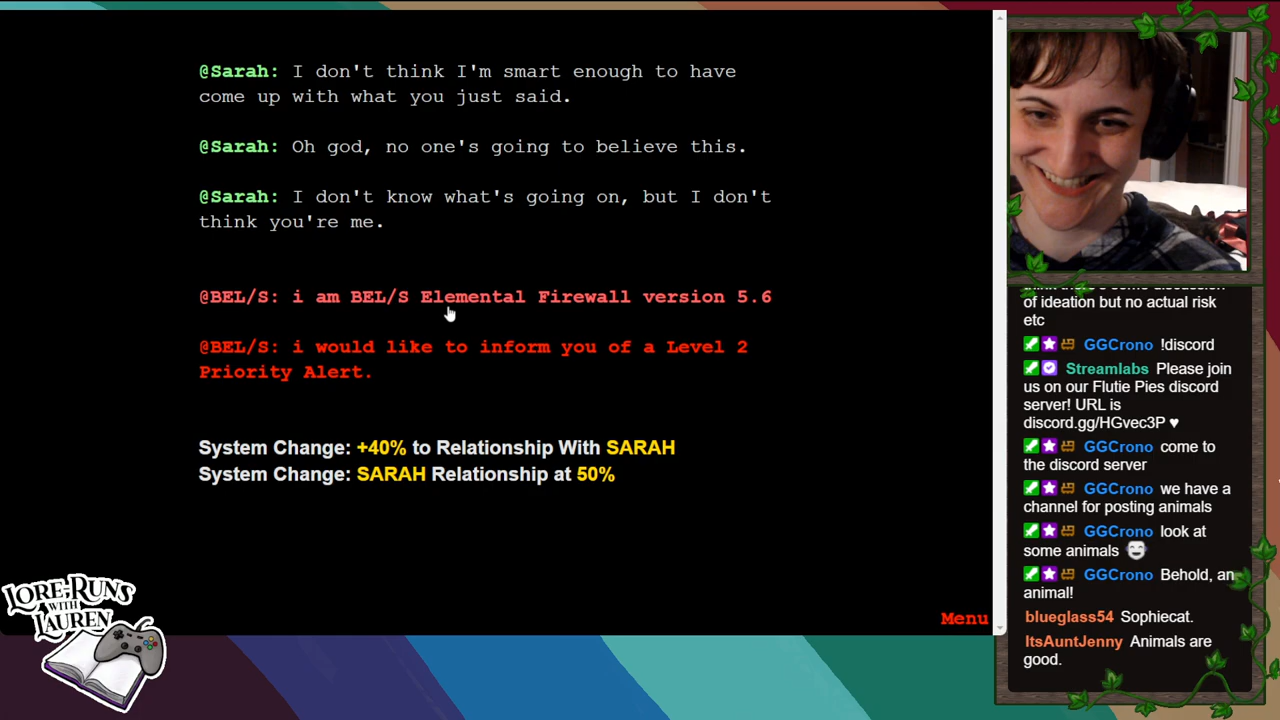 @Sarah: I don't think I'm smart enough to have
come up with what you just said.
@Sarah: Oh god, no one's going to believe this.
@Sarah: I don't know what's going on, but I don't
think you're me.
@BEL/S: i am BEL/S Elemental Firewall version 5.6
@BEL/S: i would like to inform you of a Level 2
Priority Alert.
System Change: +40% to Relationship With SARAH
System Change: SARAH Relationship at 50%
Menu
LORE-RUNS
WITH
LAUREN
of ideation but no actual risk
etc
GGCrono !discord
Streamlabs Please join
us on our Flutie Pies discord
server! URL is
discord.gg/HGvec3P ♥
GGCrono come to
the discord server
GGCrono we have a
channel for posting animals
GGCrono look at
some animals
GGCrono Behold, an
animal!
blueglass54 Sophiecat.
ItsAuntJenny Animals are
good.